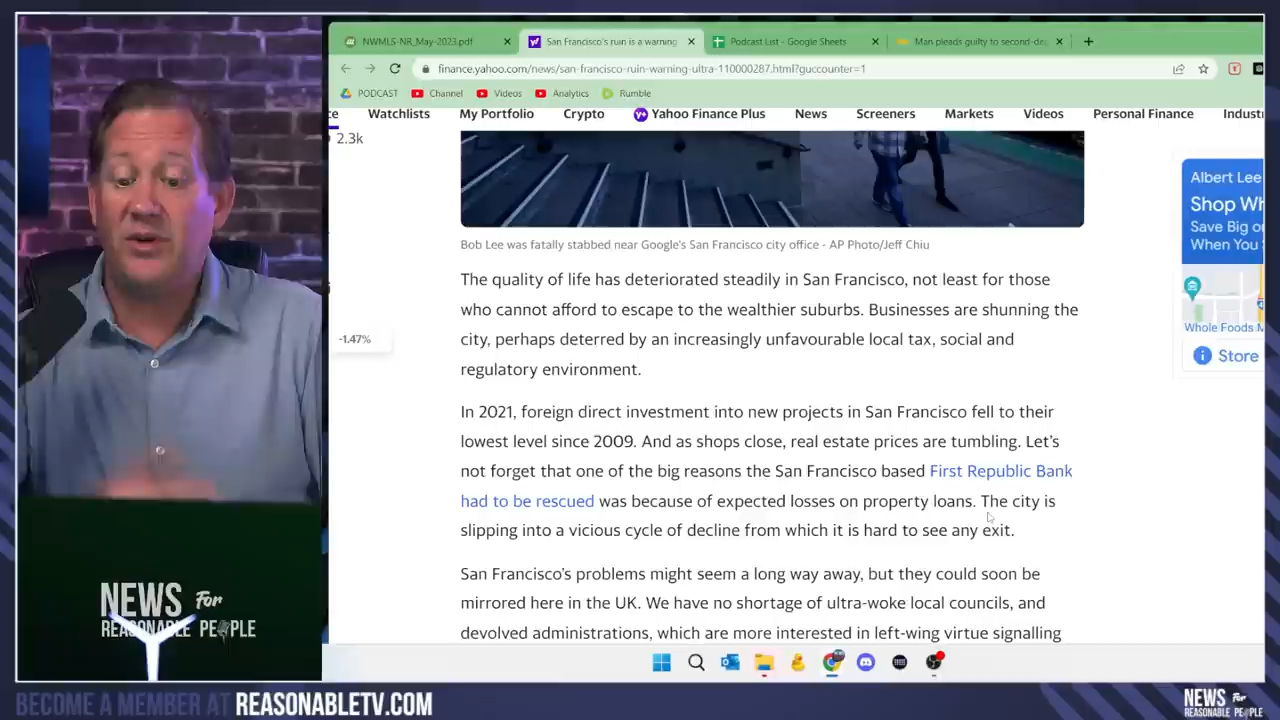 NWMLS-NR_May-2023.pdf
San Francisco's ruin is a warning
Podcast List - Google Sheets
Man pleads guilty to second-de
finance.yahoo.com/news/san-francisco-ruin-warning-ultra-110000287.html?guccounter=1
PODCAST Channel Videos Analytics Rumble
ce Watchlists My Portfolio Crypto Yahoo Finance Plus News Screeners Markets Videos Personal Finance Indust
2.3k
Albert Lee
Shop Wh
Save Big o
When You
Whole Foods M
Store
-1.47%
Bob Lee was fatally stabbed near Google's San Francisco city office - AP Photo/Jeff Chiu
The quality of life has deteriorated steadily in San Francisco, not least for those
who cannot afford to escape to the wealthier suburbs. Businesses are shunning the
city, perhaps deterred by an increasingly unfavourable local tax, social and
regulatory environment.
In 2021, foreign direct investment into new projects in San Francisco fell to their
lowest level since 2009. And as shops close, real estate prices are tumbling. Let's
not forget that one of the big reasons the San Francisco based First Republic Bank
had to be rescued was because of expected losses on property loans. The city is
slipping into a vicious cycle of decline from which it is hard to see any exit.
San Francisco's problems might seem a long way away, but they could soon be
mirrored here in the UK. We have no shortage of ultra-woke local councils, and
devolved administrations, which are more interested in left-wing virtue signalling
NEWS For
REASONABLE PEOPLE
BECOME A MEMBER AT REASONABLETV.COM
NEWS For
REASONABLE PEOPLE